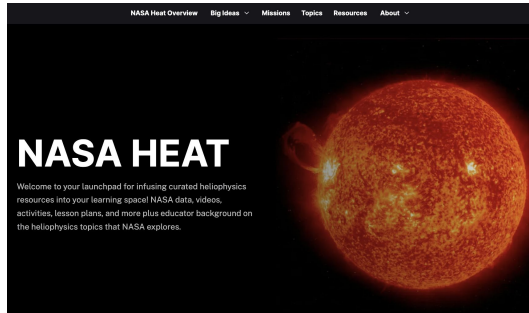 NASA Heat Overview Big Ideas Missions Topics Resources About
NASA HEAT
Welcome to your launchpad for infusing curated heliophysics
resources into your learning space! NASA data, videos,
activities, lesson plans, and more plus educator background on
the heliophysics topics that NASA explores.